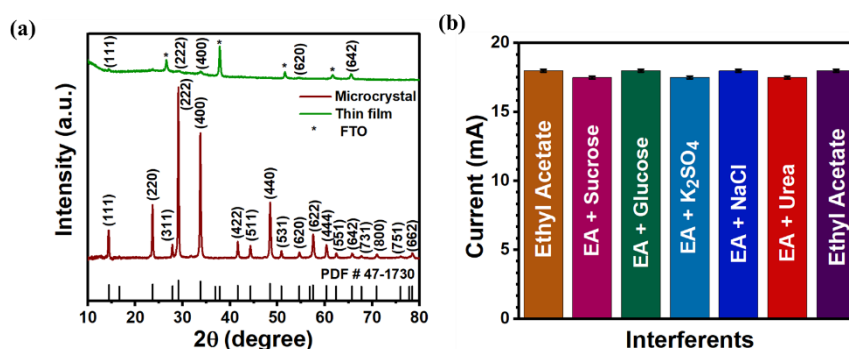 (a)
Intensity (a.u.)
(111)
*
(222)
(400)
*
*
(620)
*
(642)
Microcrystal
Thin film
* FTO
(111)
(220)
(311)
(222)
(400)
(422)
(511)
(440)
(531)
(620)
(622)
(444)
(551)
(642)
(731)
(800)
(751)
(662)
PDF # 47-1730
10 20 30 40 50 60 70 80
2θ (degree)
(b)
Current (mA)
20
15
10
5
0
Ethyl Acetate
EA + Sucrose
EA + Glucose
EA + K₂SO₄
EA + NaCl
EA + Urea
Ethyl Acetate
Interferents